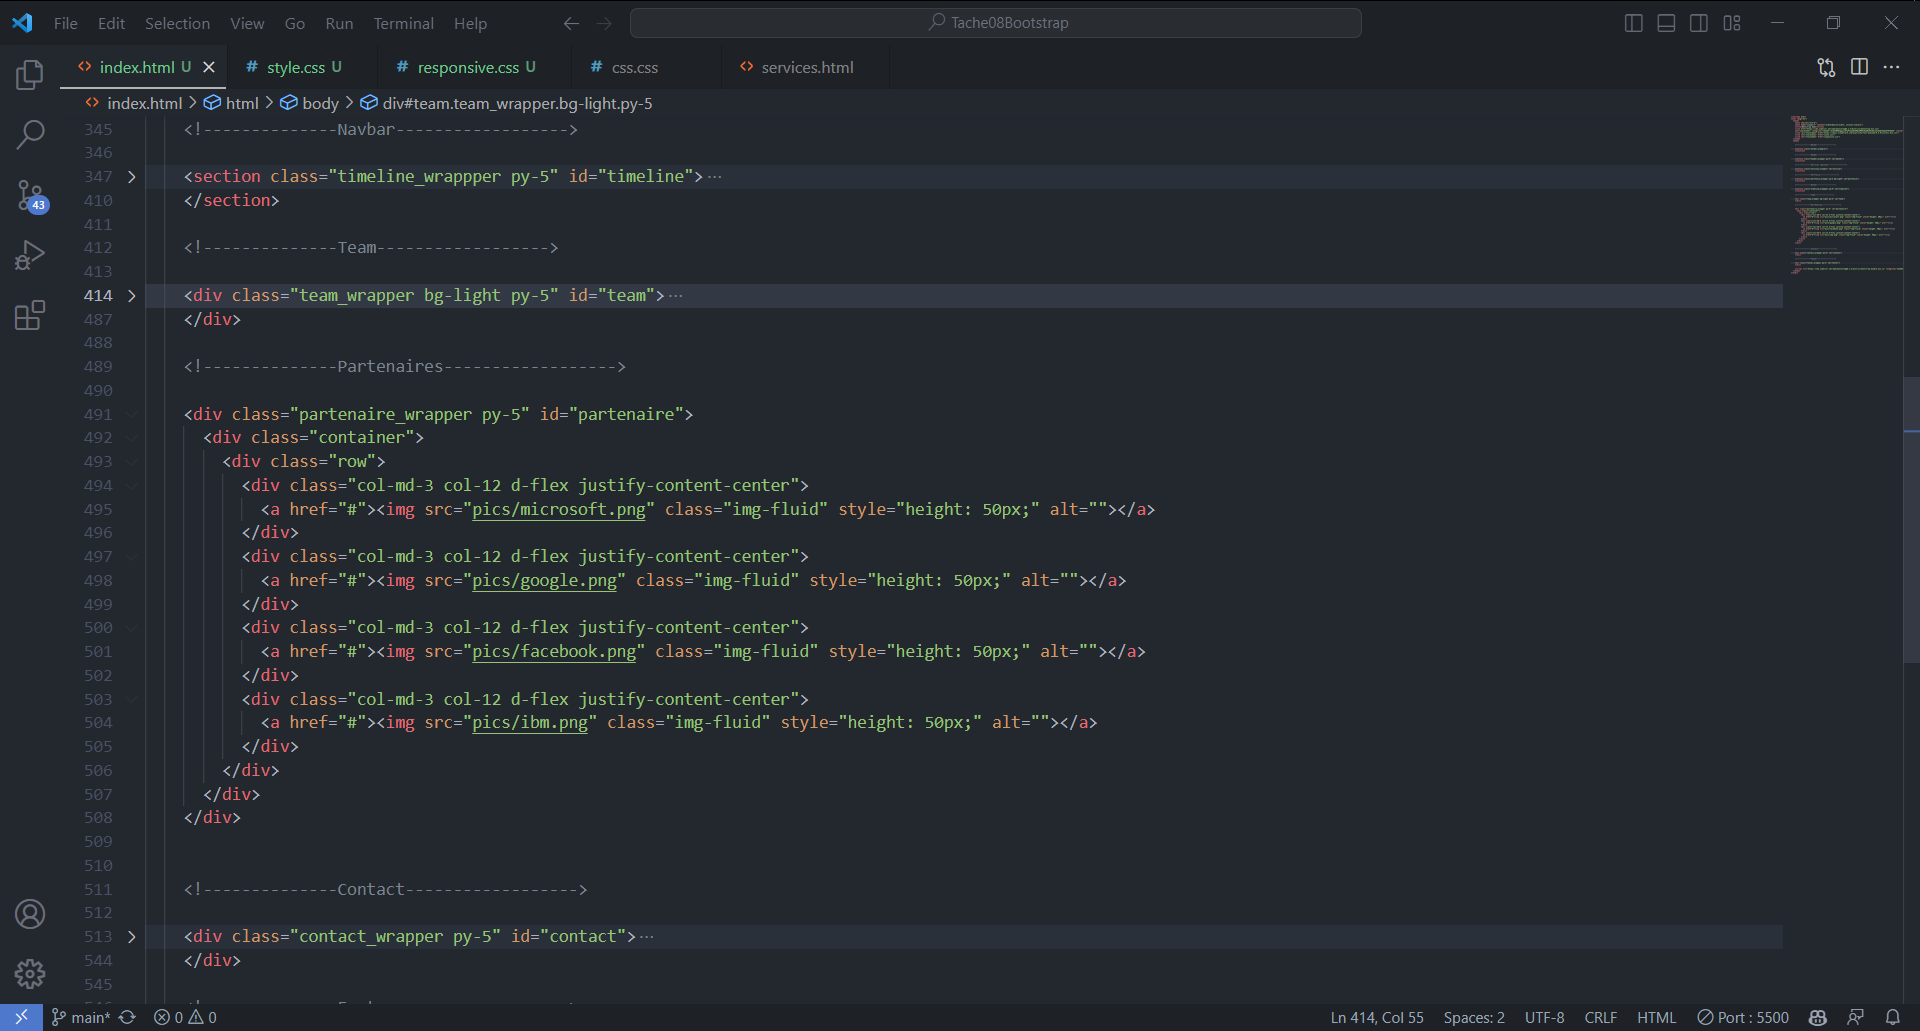 File Edit Selection View Go Run Terminal Help Tache08Bootstrap
index.html U style.css U responsive.css U css.css services.html
index.html > html > body > div#team.team_wrapper.bg-light.py-5
345 <!--------------Navbar------------------>
346
347 <section class="timeline_wrappper py-5" id="timeline">···
410 </section>
411
412 <!--------------Team------------------>
413
414 <div class="team_wrapper bg-light py-5" id="team">···
487 </div>
488
489 <!--------------Partenaires------------------>
490
491 <div class="partenaire_wrapper py-5" id="partenaire">
492 <div class="container">
493 <div class="row">
494 <div class="col-md-3 col-12 d-flex justify-content-center">
495 <a href="#"><img src="pics/microsoft.png" class="img-fluid" style="height: 50px;" alt=""></a>
496 </div>
497 <div class="col-md-3 col-12 d-flex justify-content-center">
498 <a href="#"><img src="pics/google.png" class="img-fluid" style="height: 50px;" alt=""></a>
499 </div>
500 <div class="col-md-3 col-12 d-flex justify-content-center">
501 <a href="#"><img src="pics/facebook.png" class="img-fluid" style="height: 50px;" alt=""></a>
502 </div>
503 <div class="col-md-3 col-12 d-flex justify-content-center">
504 <a href="#"><img src="pics/ibm.png" class="img-fluid" style="height: 50px;" alt=""></a>
505 </div>
506 </div>
507 </div>
508 </div>
509
510
511 <!--------------Contact------------------>
512
513 <div class="contact_wrapper py-5" id="contact">···
544 </div>
545
43
main* 0 0 Ln 414, Col 55 Spaces: 2 UTF-8 CRLF HTML Port : 5500